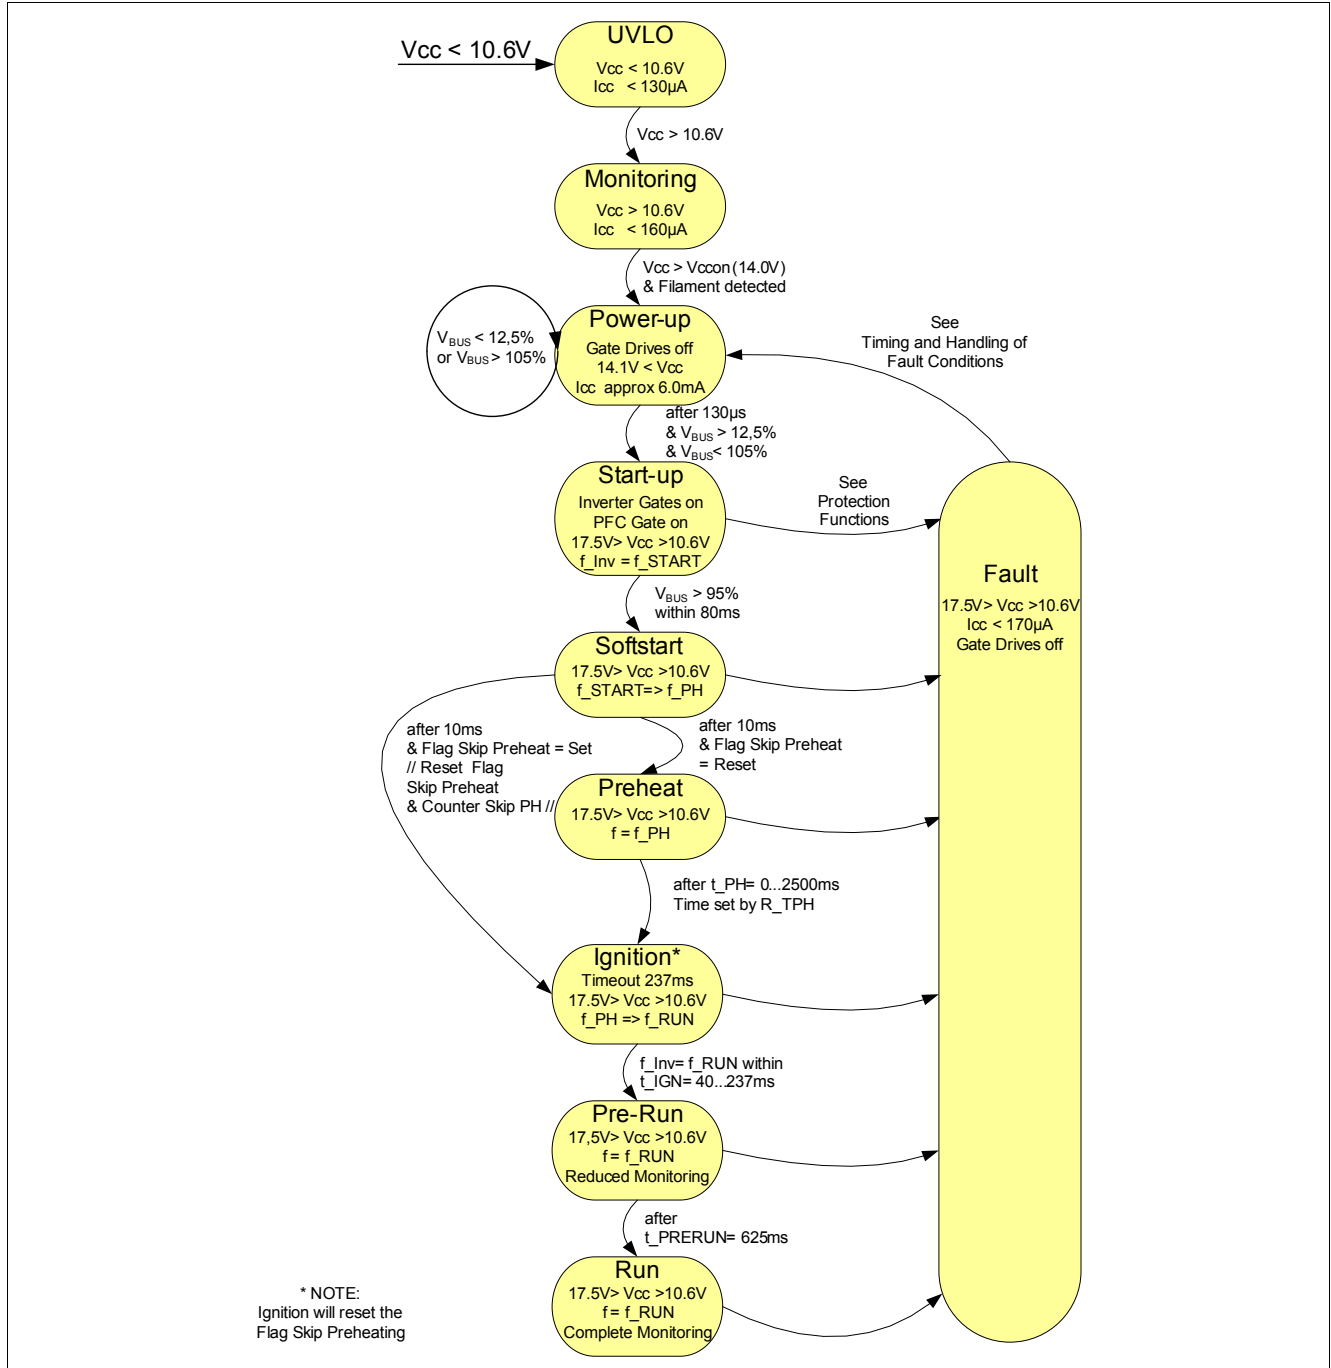 Vcc < 10.6V
UVLO
Vcc < 10.6V
Icc < 130µA
Vcc > 10.6V
Monitoring
Vcc > 10.6V
Icc < 160µA
Vcc > Vccon (14.0V)
& Filament detected
Power-up
Gate Drives off
14.1V < Vcc
Icc approx 6.0mA
VBUS < 12,5%
or VBUS > 105%
See
Timing and Handling of
Fault Conditions
after 130µs
& VBUS > 12,5%
& VBUS < 105%
Start-up
Inverter Gates on
PFC Gate on
17.5V> Vcc >10.6V
f_Inv = f_START
See
Protection
Functions
Fault
17.5V> Vcc >10.6V
Icc < 170µA
Gate Drives off
VBUS > 95%
within 80ms
Softstart
17.5V> Vcc >10.6V
f_START=> f_PH
after 10ms
& Flag Skip Preheat = Set
// Reset Flag
Skip Preheat
& Counter Skip PH //
after 10ms
& Flag Skip Preheat
= Reset
Preheat
17.5V> Vcc >10.6V
f = f_PH
after t_PH= 0...2500ms
Time set by R_TPH
Ignition*
Timeout 237ms
17.5V> Vcc >10.6V
f_PH => f_RUN
f_Inv= f_RUN within
t_IGN= 40...237ms
Pre-Run
17,5V> Vcc >10.6V
f = f_RUN
Reduced Monitoring
after
t_PRERUN= 625ms
Run
17.5V> Vcc >10.6V
f = f_RUN
Complete Monitoring
* NOTE:
Ignition will reset the
Flag Skip Preheating